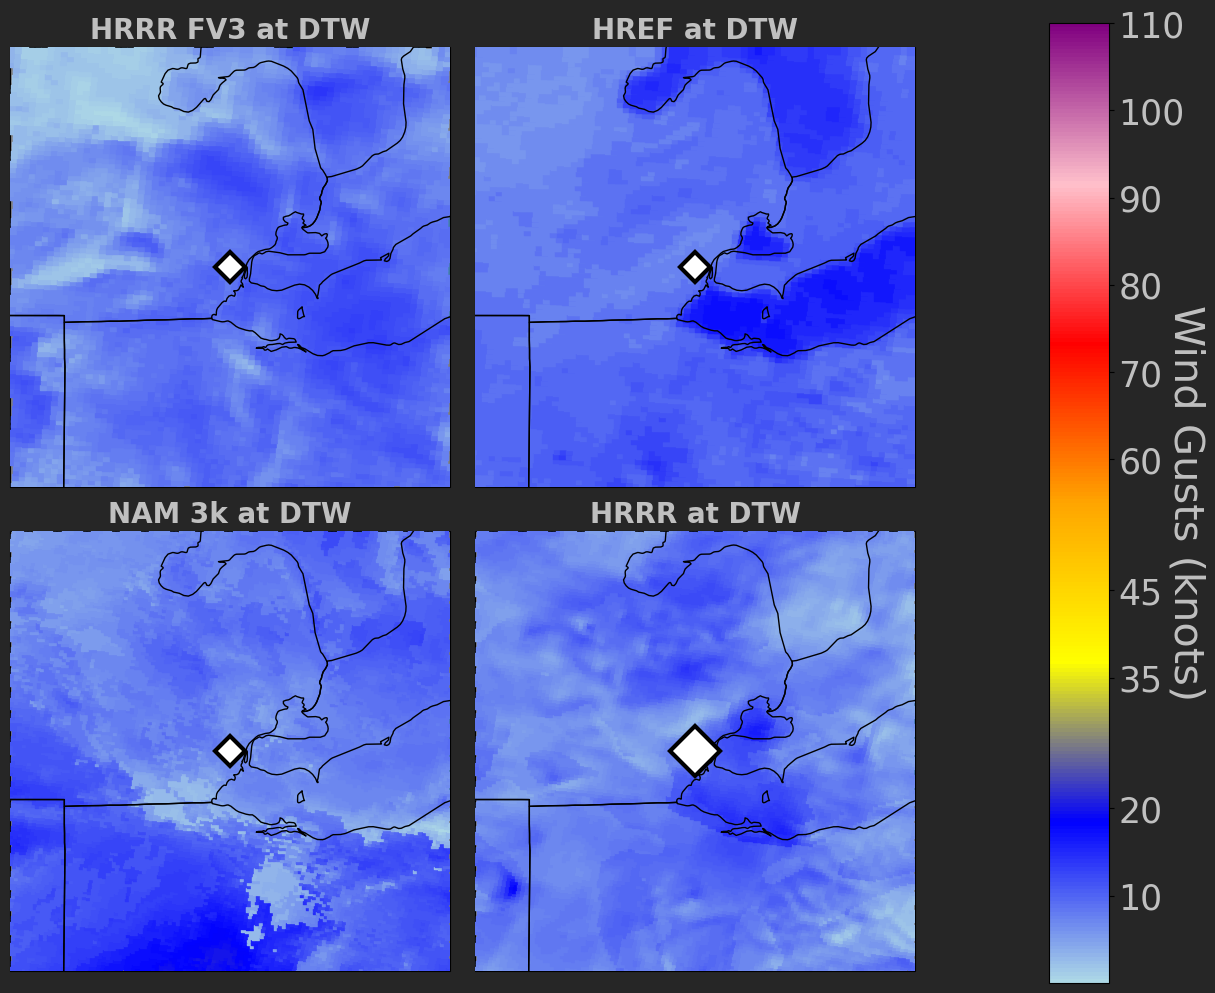 HRRR FV3 at DTW
HREF at DTW
NAM 3k at DTW
HRRR at DTW
110
100
90
80
70
60
45
35
20
10
Wind Gusts (knots)